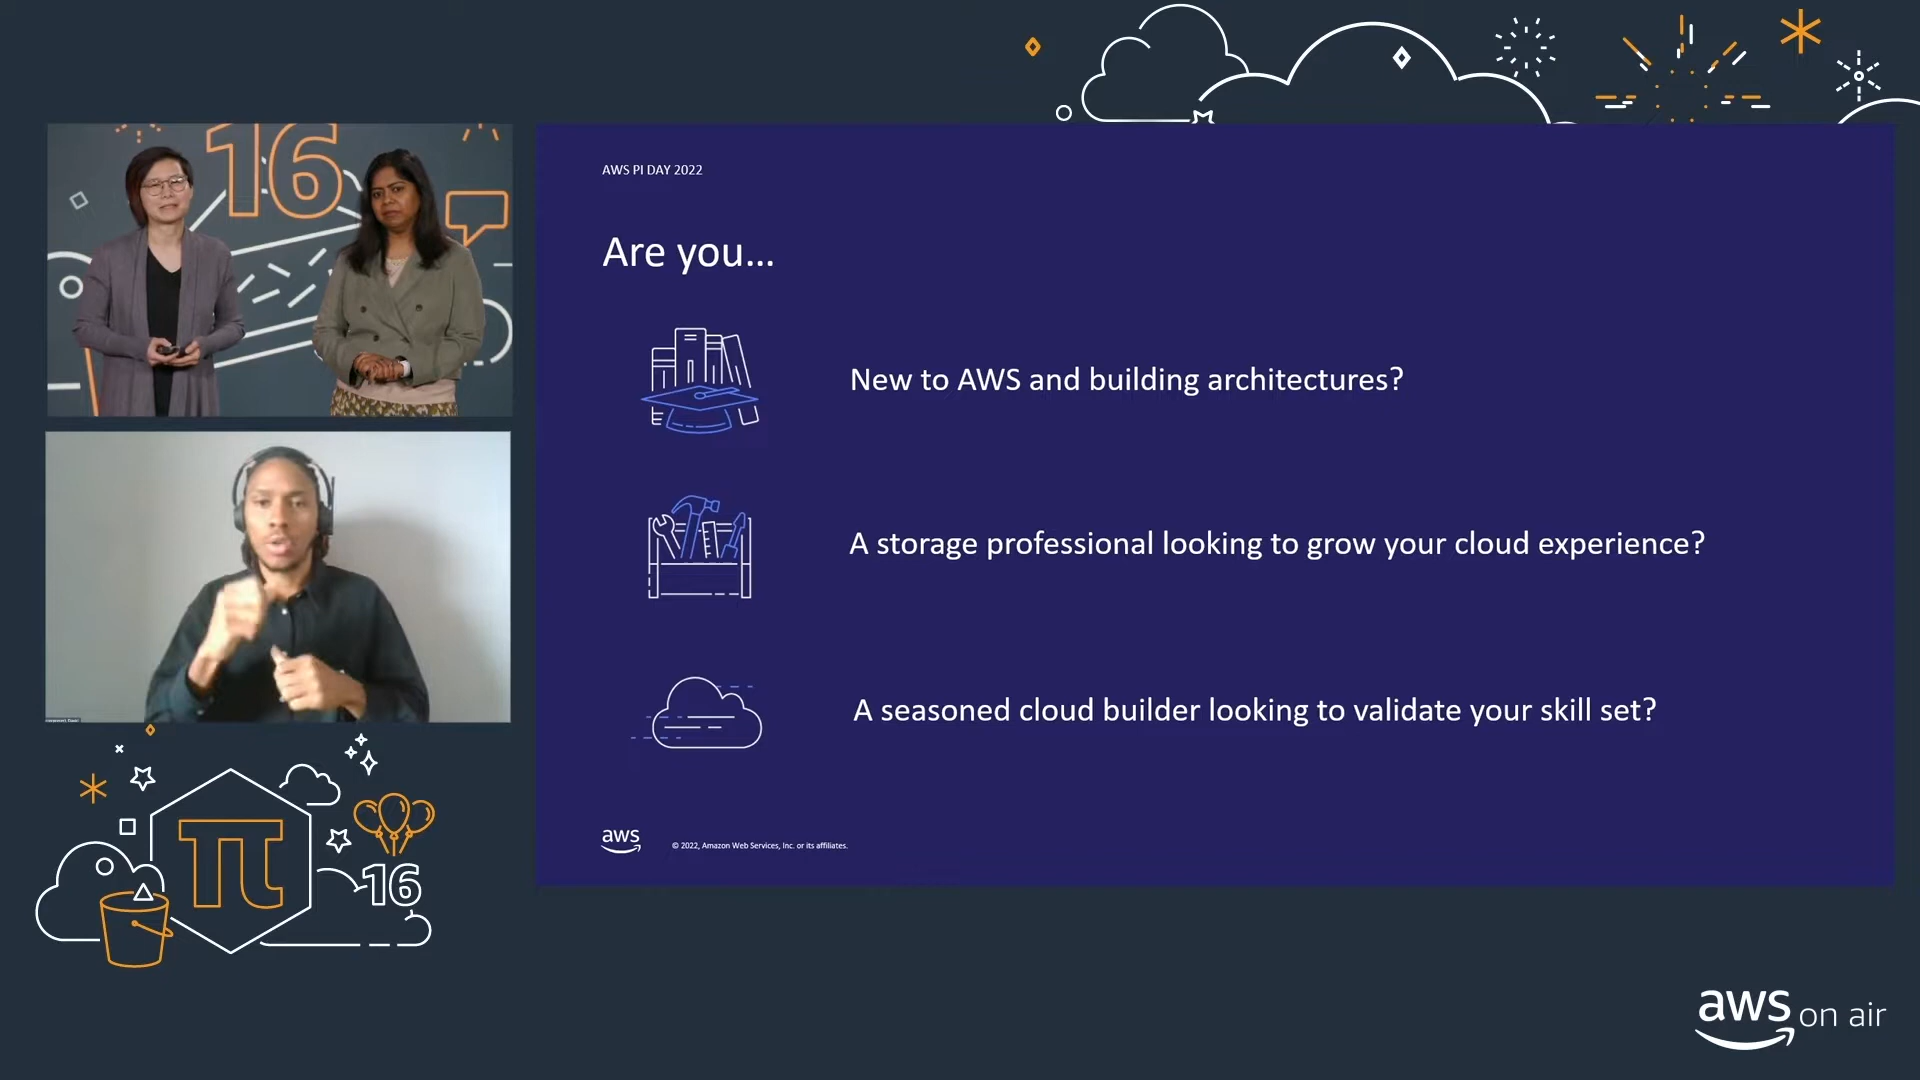 16
AWS PI DAY 2022
Are you...
New to AWS and building architectures?
A storage professional looking to grow your cloud experience?
A seasoned cloud builder looking to validate your skill set?
aws
© 2022, Amazon Web Services, Inc. or its affiliates.
π
16
aws on air